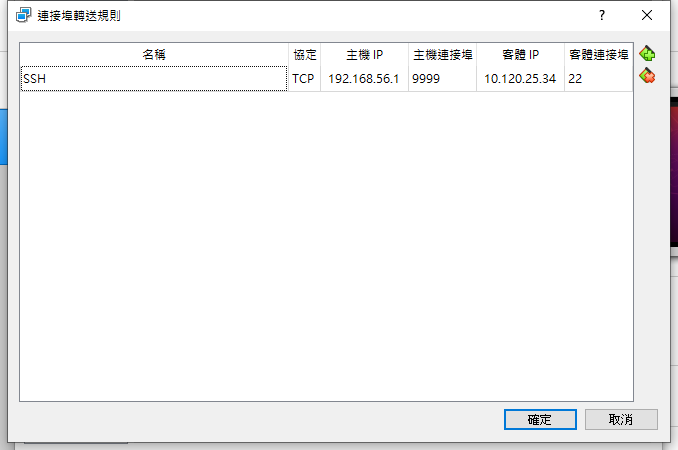 連接埠轉送規則
名稱 協定 主機 IP 主機連接埠 客體 IP 客體連接埠
SSH TCP 192.168.56.1 9999 10.120.25.34 22
確定 取消